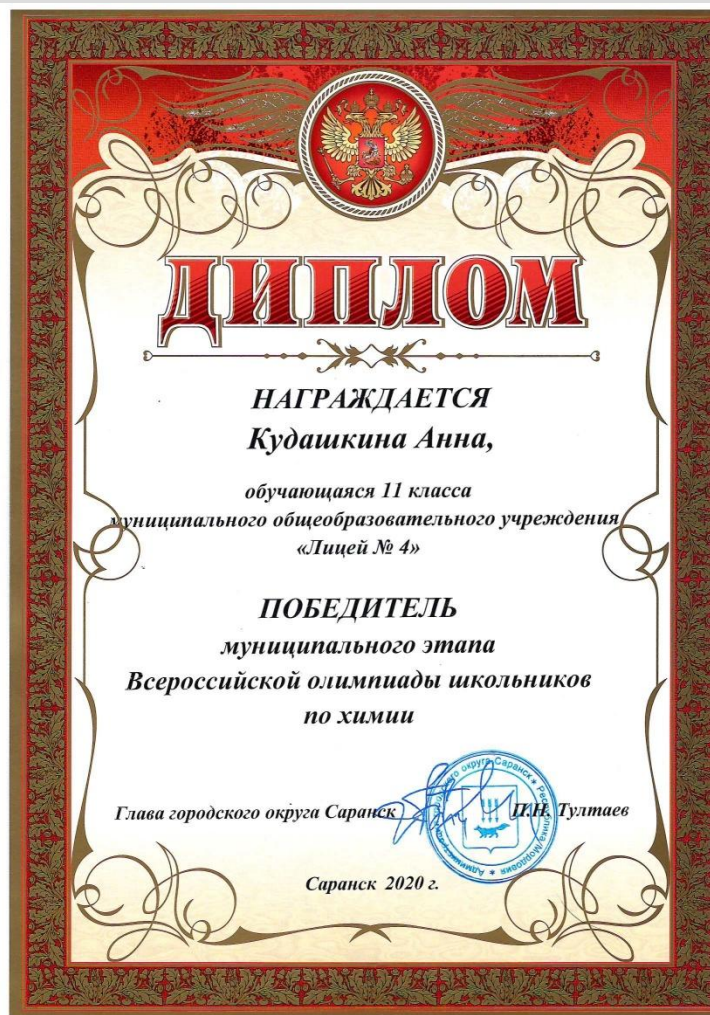 ДИПЛОМ
НАГРАЖДАЕТСЯ
Кудашкина Анна,
обучающаяся 11 класса
муниципального общеобразовательного учреждения
«Лицей № 4»
ПОБЕДИТЕЛЬ
муниципального этапа
Всероссийской олимпиады школьников
по химии
Глава городского округа Саранск П.Н. Тултаев
Саранск 2020 г.